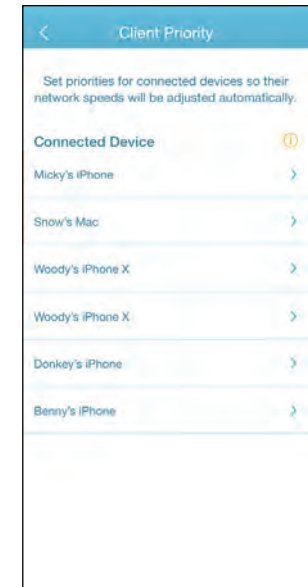 Client Priority
Set priorities for connected devices so their
network speeds will be adjusted automatically.
Connected Device
Micky's iPhone
Snow's Mac
Woody's iPhone X
Woody's iPhone X
Donkey's iPhone
Benny's iPhone